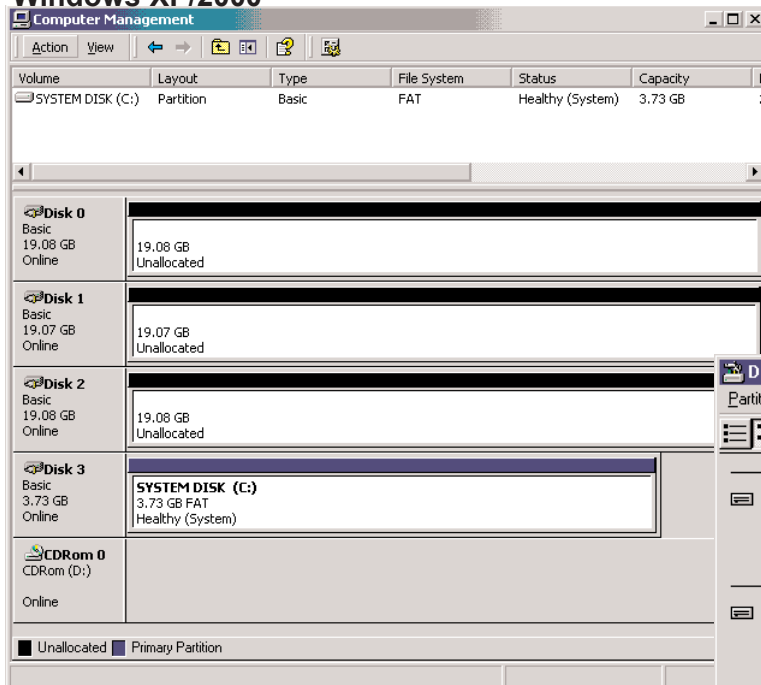 Windows XP/2000
Computer Management
Action View
Volume Layout Type File System Status Capacity
SYSTEM DISK (C:) Partition Basic FAT Healthy (System) 3.73 GB
Disk 0
Basic
19.08 GB
Online
19.08 GB
Unallocated
Disk 1
Basic
19.07 GB
Online
19.07 GB
Unallocated
Disk 2
Basic
19.08 GB
Online
19.08 GB
Unallocated
Disk 3
Basic
3.73 GB
Online
SYSTEM DISK (C:)
3.73 GB FAT
Healthy (System)
CDRom 0
CDRom (D:)
Online
Unallocated Primary Partition
D
Partit